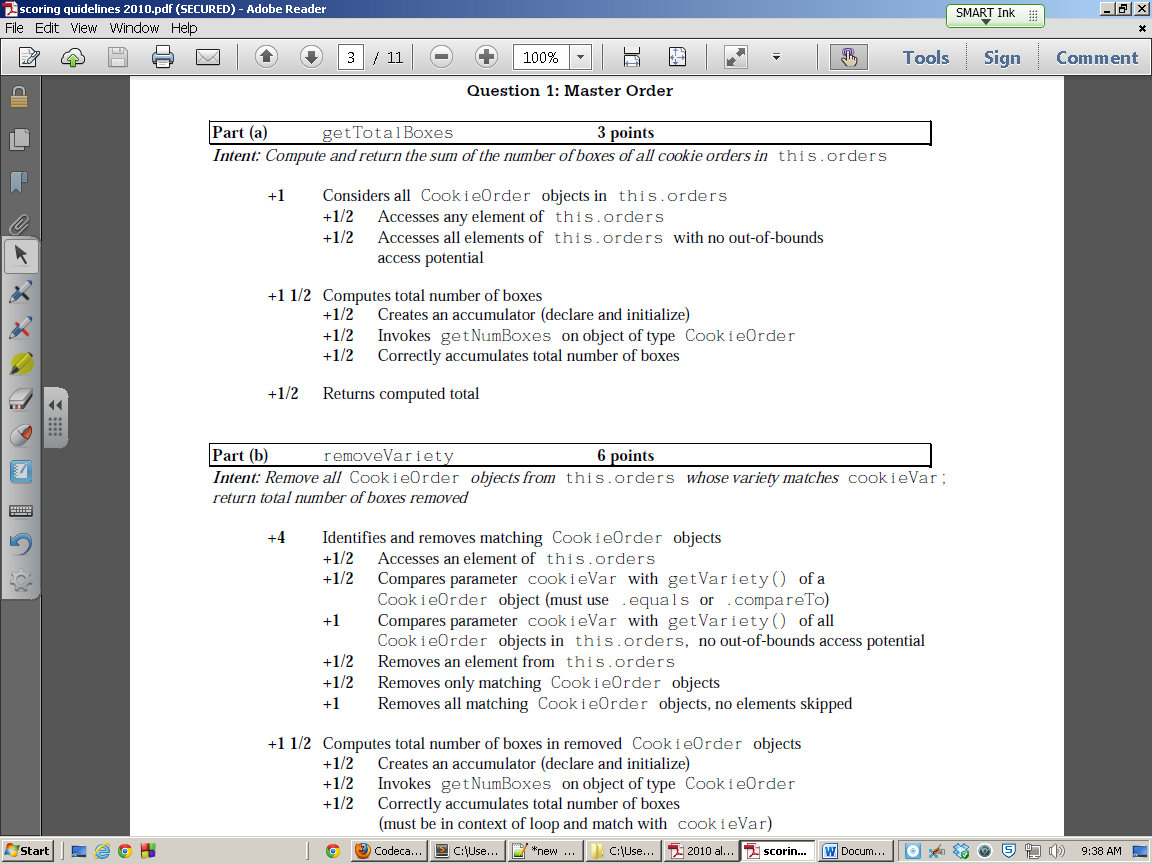 scoring quidelines 2010.pdf (SECURED) - Adobe Reader
SMART Ink
File Edit View Window Help
3 / 11 100% Tools Sign Comment
Question 1: Master Order
Part (a) getTotalBoxes 3 points
Intent: Compute and return the sum of the number of boxes of all cookie orders in this.orders
+1 Considers all CookieOrder objects in this.orders
+1/2 Accesses any element of this.orders
+1/2 Accesses all elements of this.orders with no out-of-bounds
access potential
+1 1/2 Computes total number of boxes
+1/2 Creates an accumulator (declare and initialize)
+1/2 Invokes getNumBoxes on object of type CookieOrder
+1/2 Correctly accumulates total number of boxes
+1/2 Returns computed total
Part (b) removeVariety 6 points
Intent: Remove all CookieOrder objects from this.orders whose variety matches cookieVar;
return total number of boxes removed
+4 Identifies and removes matching CookieOrder objects
+1/2 Accesses an element of this.orders
+1/2 Compares parameter cookieVar with getVariety() of a
CookieOrder object (must use .equals or .compareTo)
+1 Compares parameter cookieVar with getVariety() of all
CookieOrder objects in this.orders, no out-of-bounds access potential
+1/2 Removes an element from this.orders
+1/2 Removes only matching CookieOrder objects
+1 Removes all matching CookieOrder objects, no elements skipped
+1 1/2 Computes total number of boxes in removed CookieOrder objects
+1/2 Creates an accumulator (declare and initialize)
+1/2 Invokes getNumBoxes on object of type CookieOrder
+1/2 Correctly accumulates total number of boxes
(must be in context of loop and match with cookieVar)
Start Codeca... C:\Use... *new ... C:\Use... 2010 al... scorin... Docum... 9:38 AM